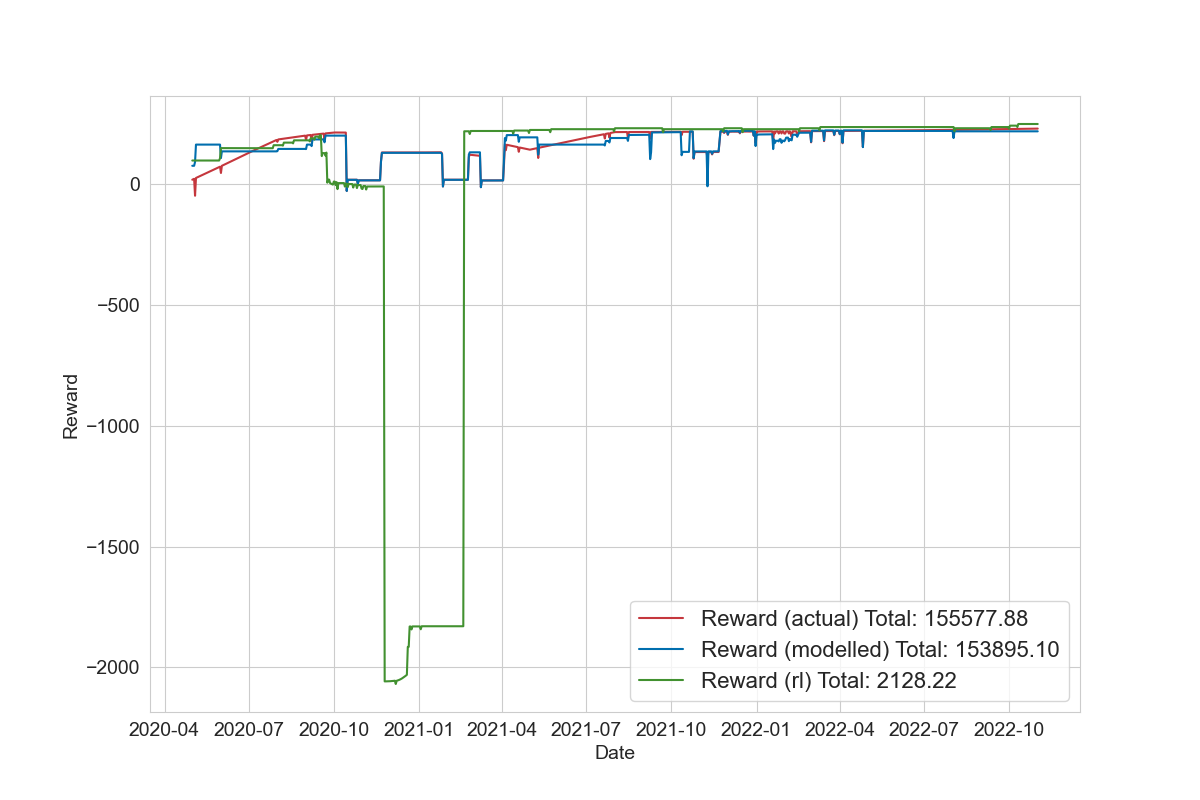 0
−500
−1000
−1500
−2000
Reward
Reward (actual) Total: 155577.88
Reward (modelled) Total: 153895.10
Reward (rl) Total: 2128.22
2020-04 2020-07 2020-10 2021-01 2021-04 2021-07 2021-10 2022-01 2022-04 2022-07 2022-10
Date